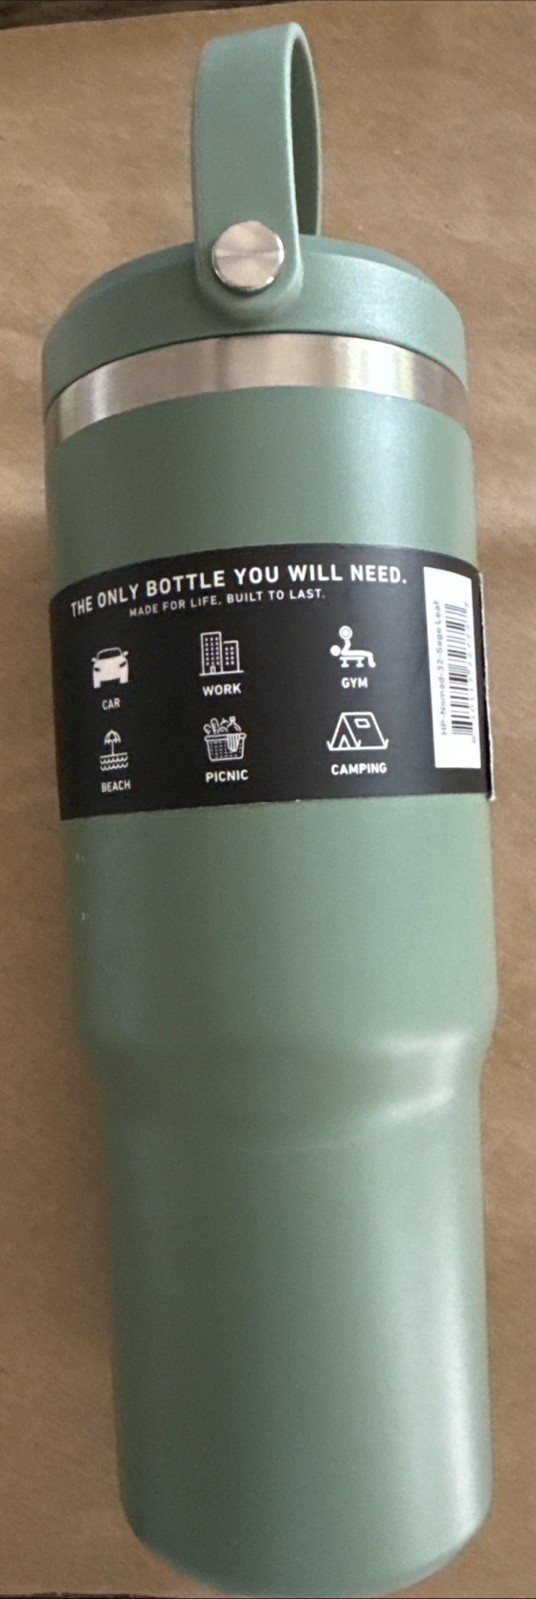 THE ONLY BOTTLE YOU WILL NEED.
MADE FOR LIFE, BUILT TO LAST.
CAR
WORK
GYM
BEACH
PICNIC
CAMPING
HP-Nomad-32-Sage Leaf